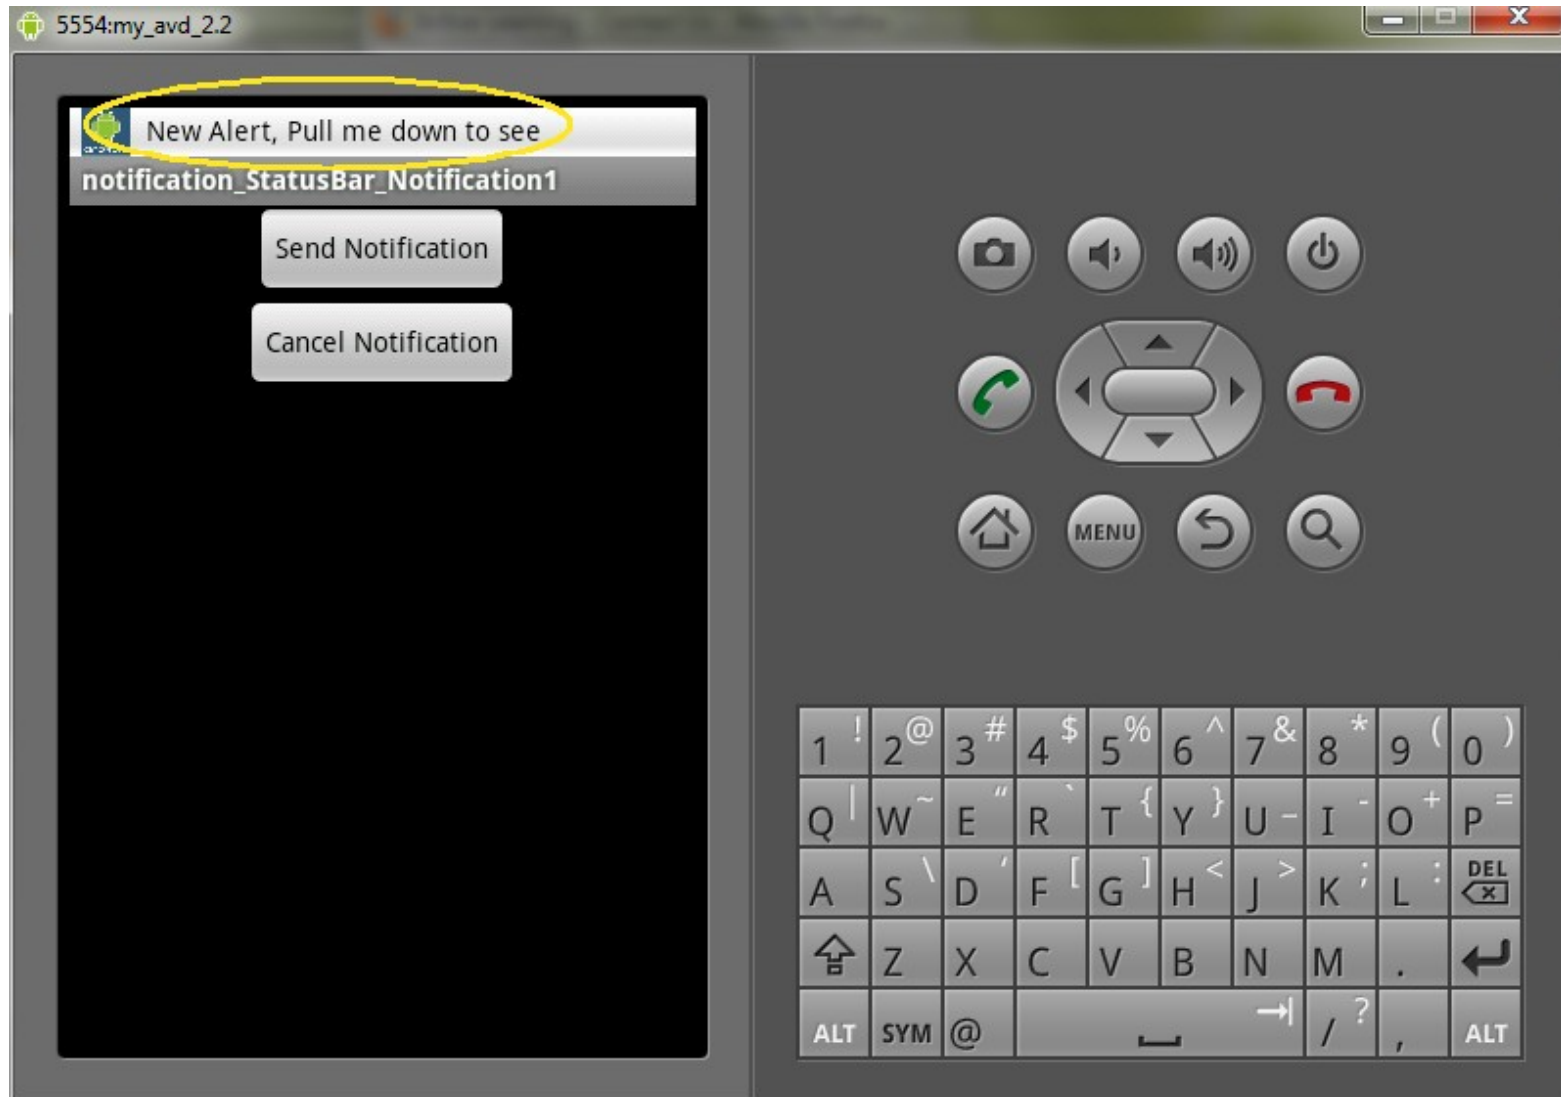 5554:my_avd_2.2
New Alert, Pull me down to see
notification_StatusBar_Notification1
Send Notification
Cancel Notification
MENU
1 ! 2 @ 3 # 4 $ 5 % 6 ^ 7 & 8 * 9 ( 0 )
Q | W ~ E " R ` T { Y } U _ I - O + P =
A S \ D ' F [ G ] H < J > K ; L : DEL
Z X C V B N M .
ALT SYM @ / ? , ALT